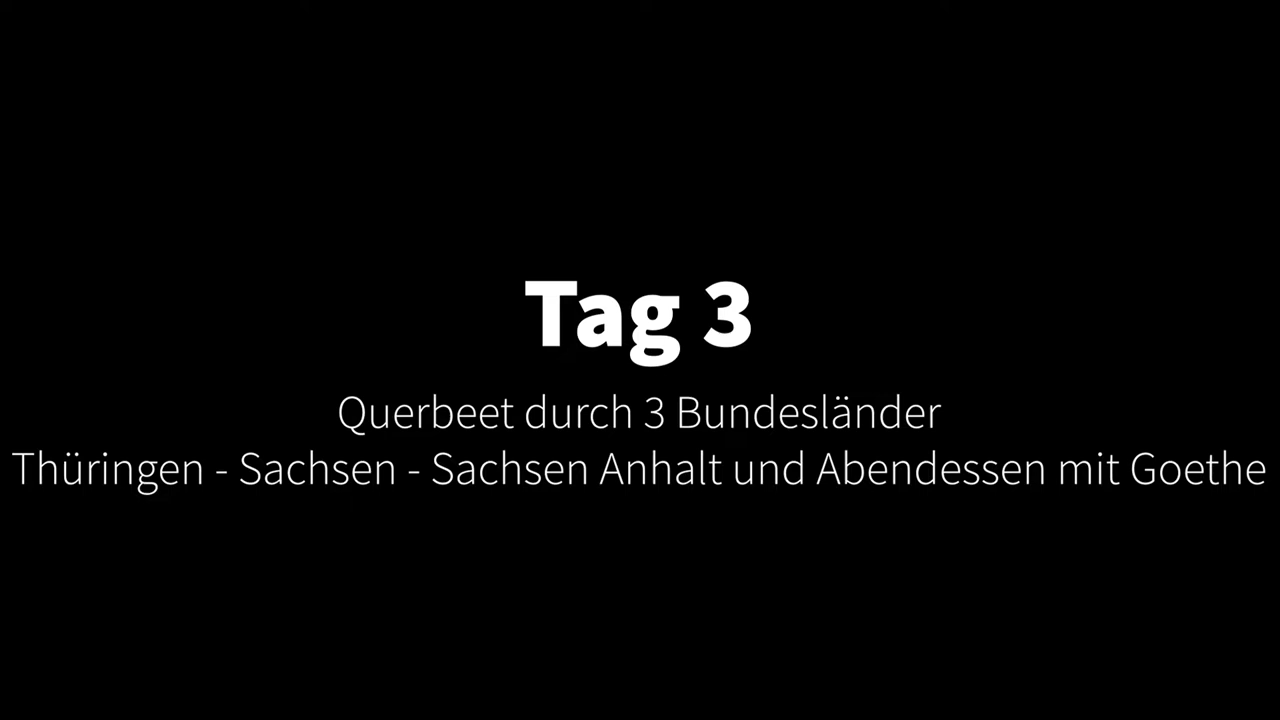 Tag 3
Querbeet durch 3 Bundesländer
Thüringen - Sachsen - Sachsen Anhalt und Abendessen mit Goethe